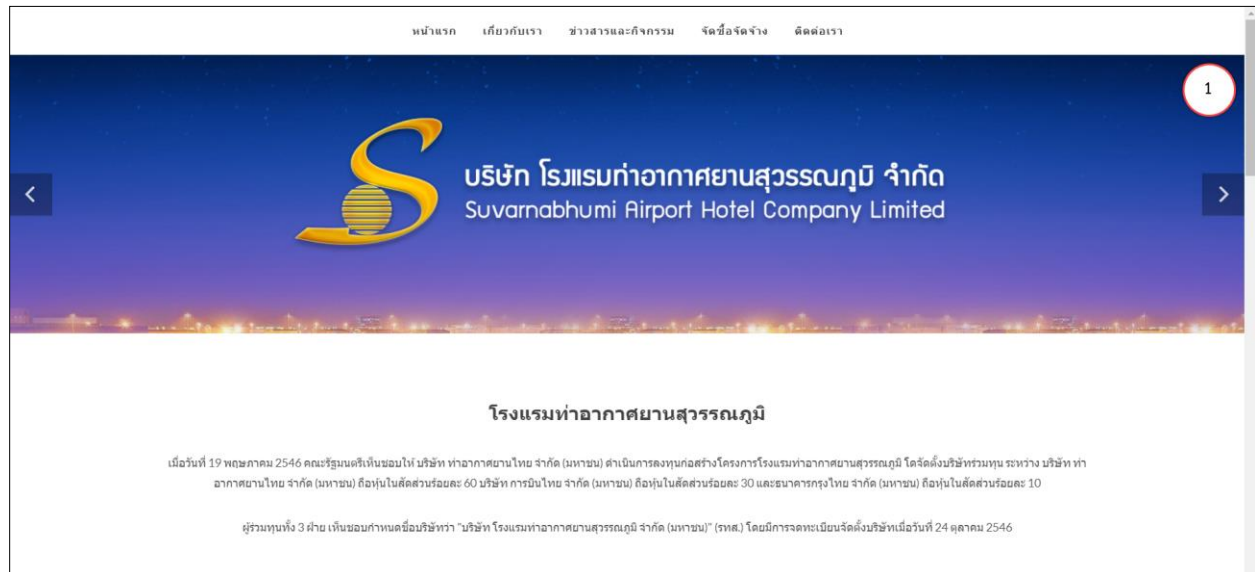 หน้าแรก เกี่ยวกับเรา ข่าวสารและกิจกรรม จัดซื้อจัดจ้าง ติดต่อเรา
1
บริษัท โรงแรมท่าอากาศยานสุวรรณภูมิ จำกัด
Suvarnabhumi Airport Hotel Company Limited
โรงแรมท่าอากาศยานสุวรรณภูมิ
เมื่อวันที่ 19 พฤษภาคม 2546 คณะรัฐมนตรีเห็นชอบให้ บริษัท ท่าอากาศยานไทย จำกัด (มหาชน) ดำเนินการลงทุนก่อสร้างโครงการโรงแรมท่าอากาศยานสุวรรณภูมิ โดจัดตั้งบริษัทร่วมทุน ระหว่าง บริษัท ท่า
อากาศยานไทย จำกัด (มหาชน) ถือหุ้นในสัดส่วนร้อยละ 60 บริษัท การบินไทย จำกัด (มหาชน) ถือหุ้นในสัดส่วนร้อยละ 30 และธนาคารกรุงไทย จำกัด (มหาชน) ถือหุ้นในสัดส่วนร้อยละ 10
ผู้ร่วมทุนทั้ง 3 ฝ่าย เห็นชอบกำหนดชื่อบริษัทว่า "บริษัท โรงแรมท่าอากาศยานสุวรรณภูมิ จำกัด (มหาชน)" (รทส.) โดยมีการจดทะเบียนจัดตั้งบริษัทเมื่อวันที่ 24 ตุลาคม 2546